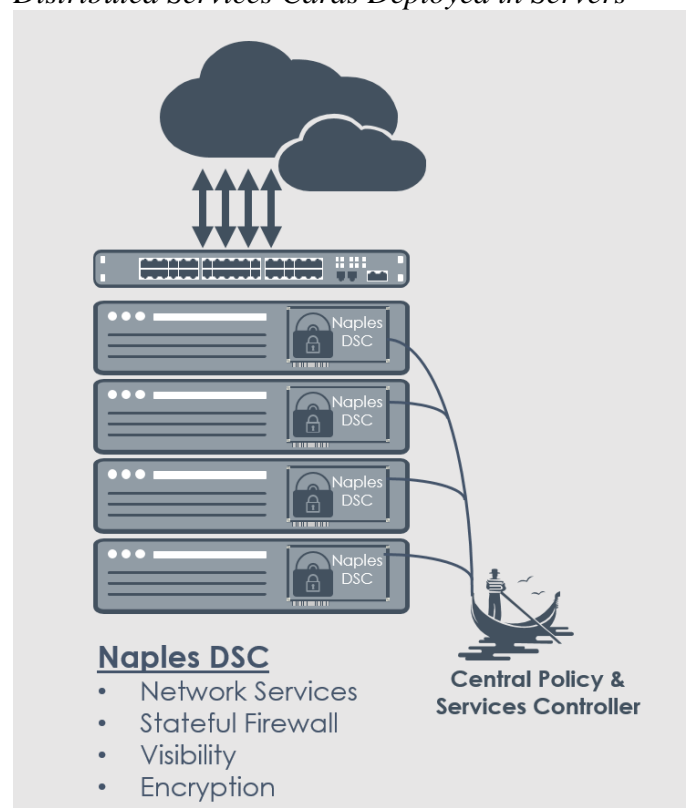 Distributed Services Cards Deployed in Servers
Naples
DSC
Naples
DSC
Naples
DSC
Naples
DSC
Naples DSC
• Network Services
• Stateful Firewall
• Visibility
• Encryption
Central Policy &
Services Controller